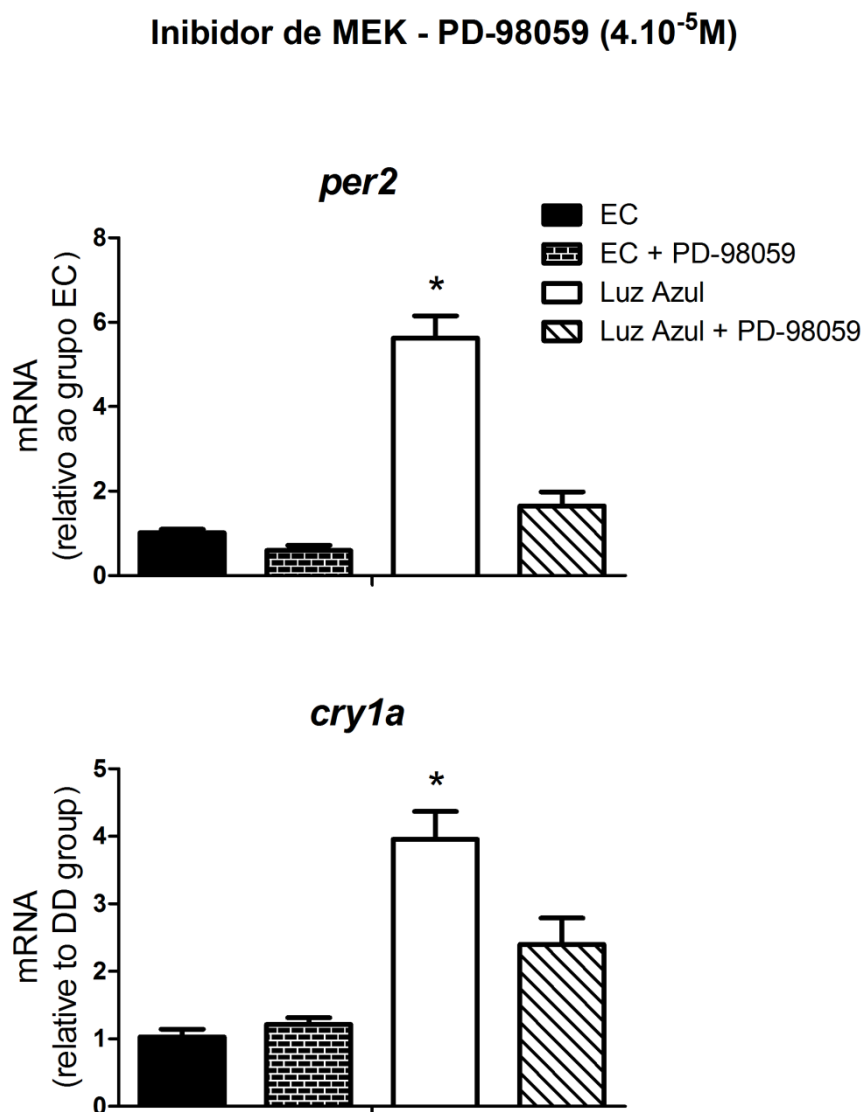 Inibidor de MEK - PD-98059 (4.10⁻⁵M)
per2
EC
EC + PD-98059
Luz Azul
Luz Azul + PD-98059
mRNA
(relativo ao grupo EC)
8
6
4
2
0
*
cry1a
mRNA
(relative to DD group)
5
4
3
2
1
0
*